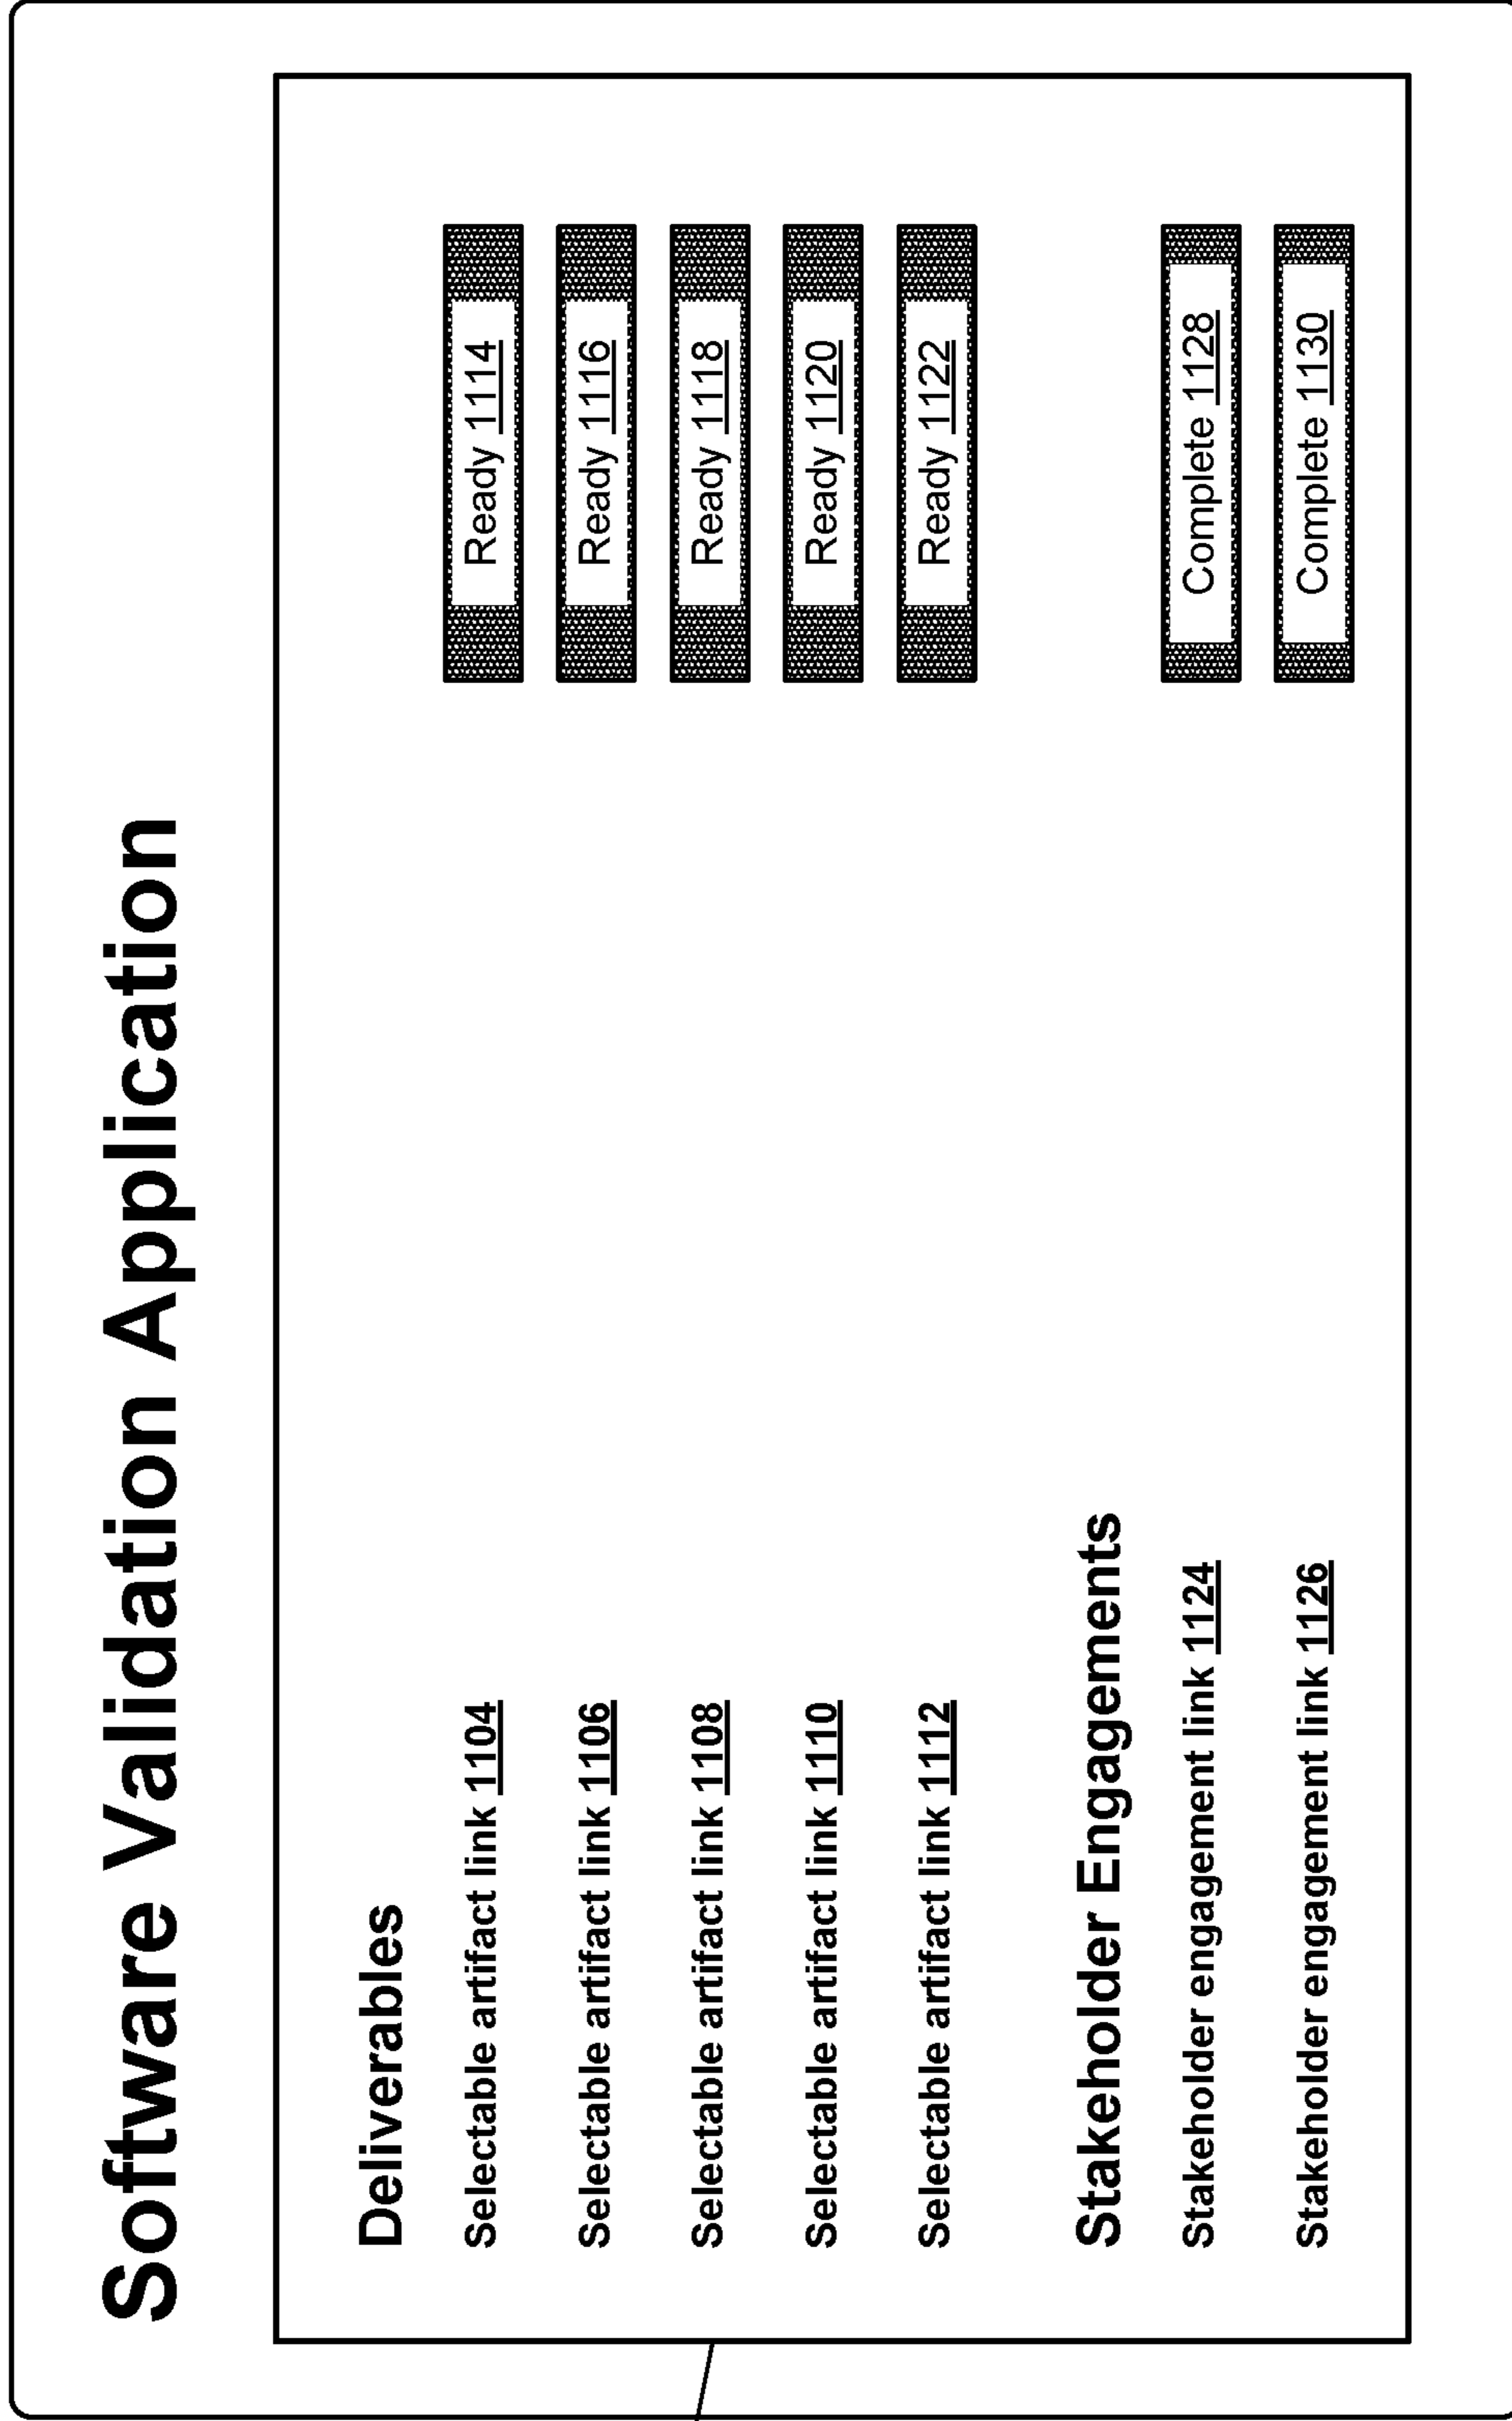 Software Validation Application
Deliverables
Selectable artifact link 1104 Ready 1114
Selectable artifact link 1106 Ready 1116
Selectable artifact link 1108 Ready 1118
Selectable artifact link 1110 Ready 1120
Selectable artifact link 1112 Ready 1122
Stakeholder Engagements
Stakeholder engagement link 1124 Complete 1128
Stakeholder engagement link 1126 Complete 1130